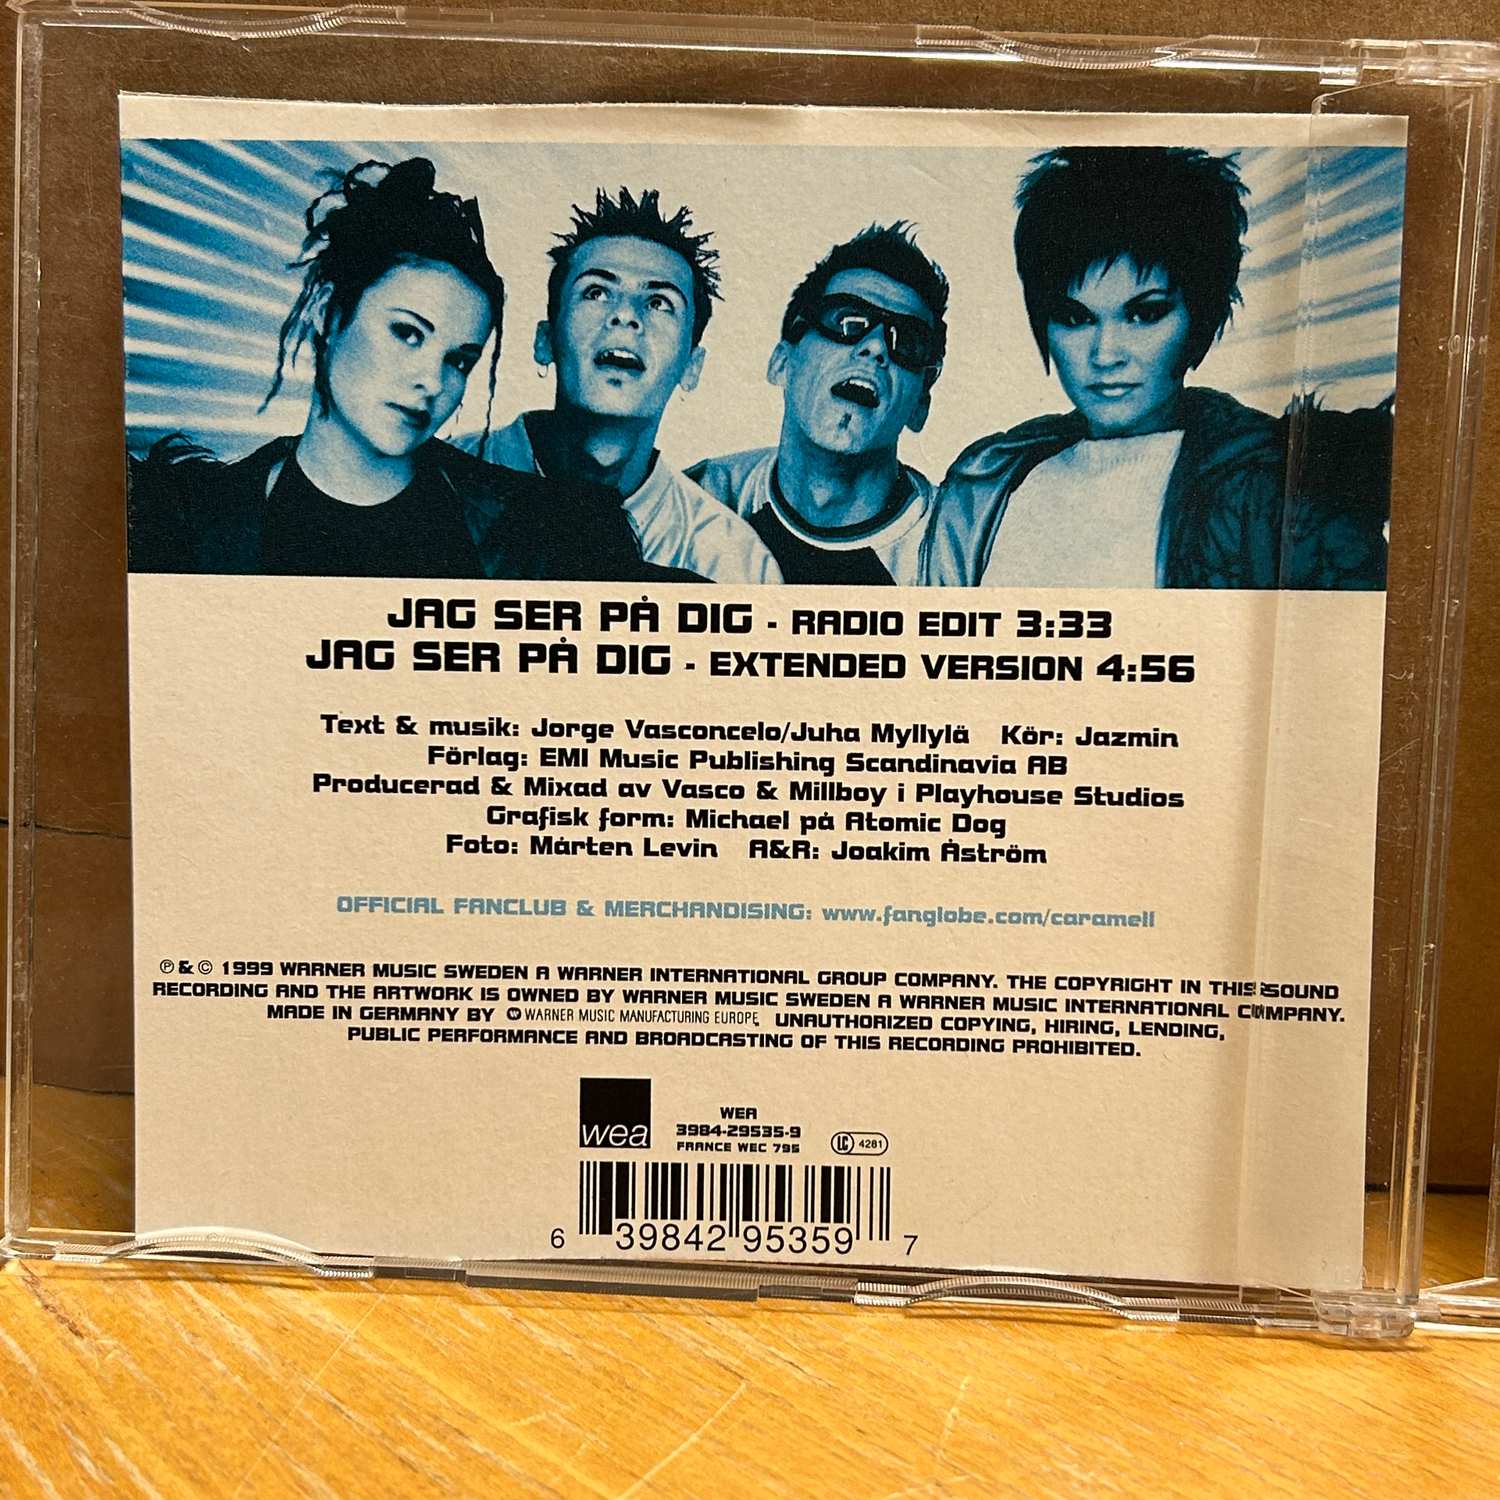 JAG SER PÅ DIG - RADIO EDIT 3:33
JAG SER PÅ DIG - EXTENDED VERSION 4:56
Text & musik: Jorge Vasconcelo/Juha Myllylä Kör: Jazmin
Förlag: EMI Music Publishing Scandinavia AB
Producerad & Mixad av Vasco & Millboy i Playhouse Studios
Grafisk form: Michael på Atomic Dog
Foto: Mårten Levin A&R: Joakim Åström
OFFICIAL FANCLUB & MERCHANDISING: www.fanglobe.com/caramell
℗ & © 1999 WARNER MUSIC SWEDEN A WARNER INTERNATIONAL GROUP COMPANY. THE COPYRIGHT IN THIS SOUND
RECORDING AND THE ARTWORK IS OWNED BY WARNER MUSIC SWEDEN A WARNER MUSIC INTERNATIONAL COMPANY.
MADE IN GERMANY BY WARNER MUSIC MANUFACTURING EUROPE. UNAUTHORIZED COPYING, HIRING, LENDING,
PUBLIC PERFORMANCE AND BROADCASTING OF THIS RECORDING PROHIBITED.
wea
WEA
3984-29535-9
FRANCE WEC 795
LC 4281
6 39842 95359 7